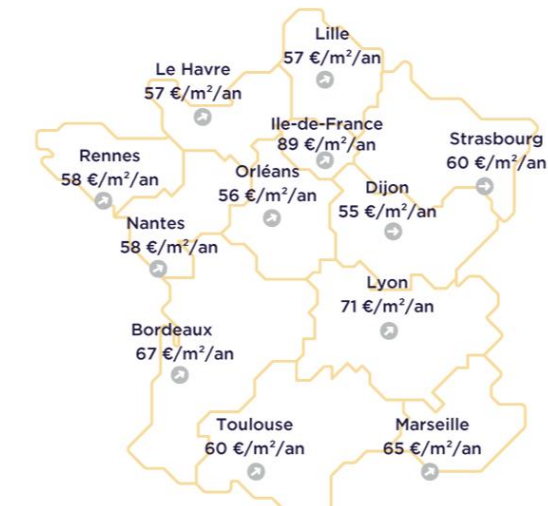 Lille
57 €/m²/an
Le Havre
57 €/m²/an
Ile-de-France
89 €/m²/an
Strasbourg
60 €/m²/an
Rennes
58 €/m²/an
Orléans
56 €/m²/an
Dijon
55 €/m²/an
Nantes
58 €/m²/an
Lyon
71 €/m²/an
Bordeaux
67 €/m²/an
Toulouse
60 €/m²/an
Marseille
65 €/m²/an